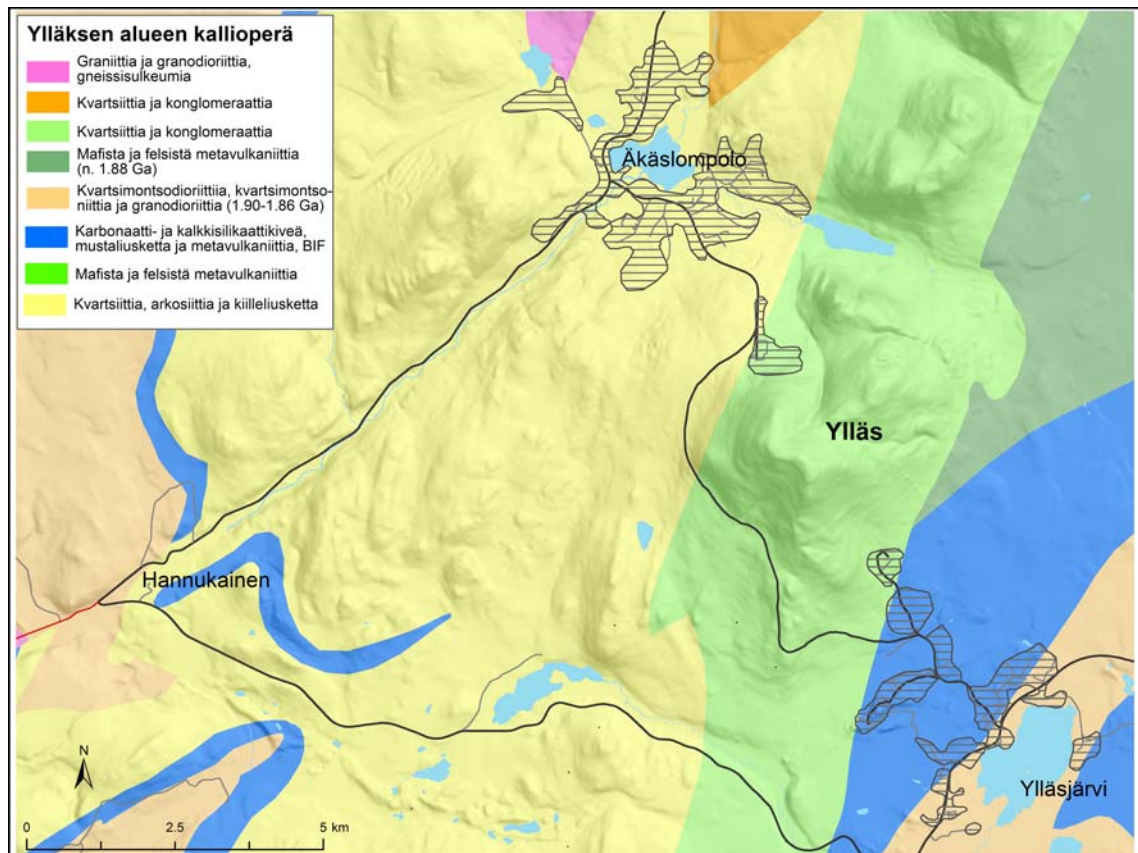 Ylläksen alueen kallioperä
Graniittia ja granodioriittia,
gneissisulkeumia
Kvartsiittia ja konglomeraattia
Kvartsiittia ja konglomeraattia
Mafista ja felsistä metavulkaniittia
(n. 1.88 Ga)
Kvartsimontsodioriittia, kvartsimontso-
niittia ja granodioriittia (1.90-1.86 Ga)
Karbonaatti- ja kalkkisilikaattikiveä,
mustaliusketta ja metavulkaniittia, BIF
Mafista ja felsistä metavulkaniittia
Kvartsiittia, arkosiittia ja kiilleliusketta
Äkäslompolo
Ylläs
Hannukainen
Ylläsjärvi
N
0 2.5 5 km